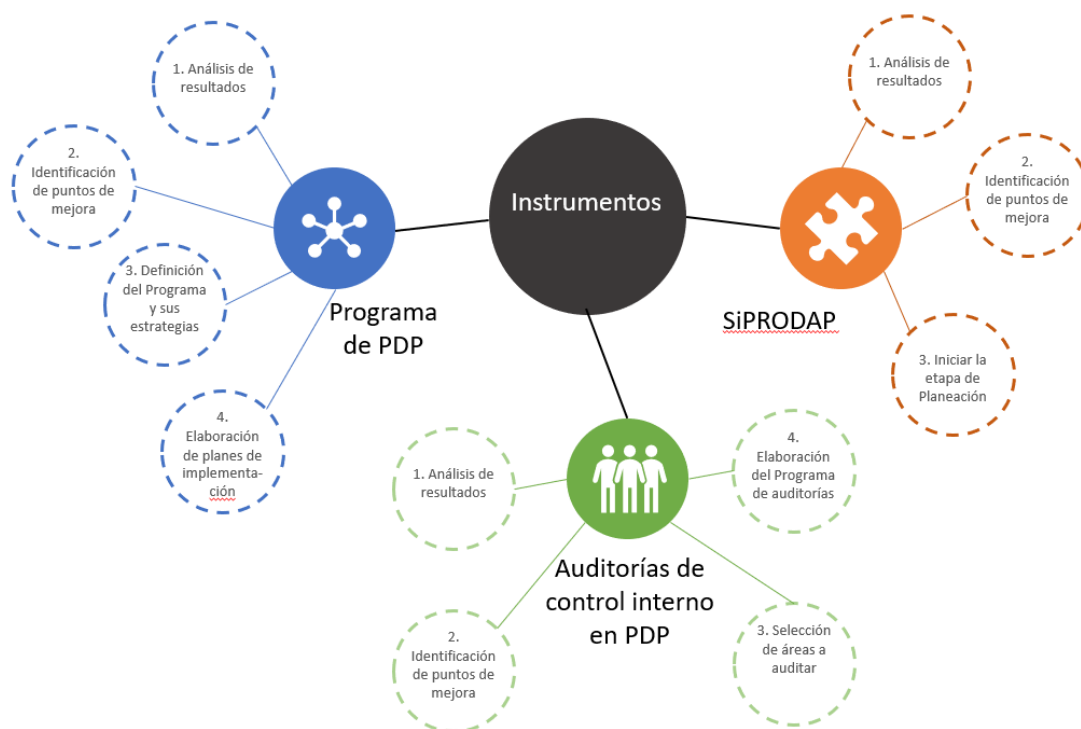 1. Análisis de
resultados
2.
Identificación
de puntos de
mejora
3. Definición
del Programa
y sus
estrategias
4.
Elaboración
de planes de
implementa-
ción
Programa
de PDP
Instrumentos
SiPRODAP
1. Análisis de
resultados
2.
Identificación
de puntos de
mejora
3. Iniciar la
etapa de
Planeación
Auditorías de
control interno
en PDP
1. Análisis de
resultados
2.
Identificación
de puntos de
mejora
3. Selección
de áreas a
auditar
4.
Elaboración
del Programa
de auditorías